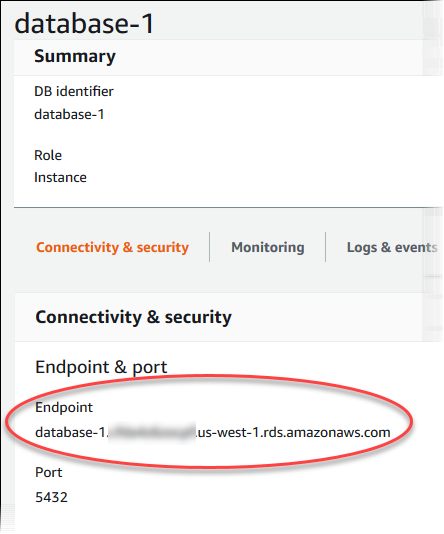 database-1
Summary
DB identifier
database-1
Role
Instance
Connectivity & security Monitoring Logs & events
Connectivity & security
Endpoint & port
Endpoint
database-1. .us-west-1.rds.amazonaws.com
Port
5432